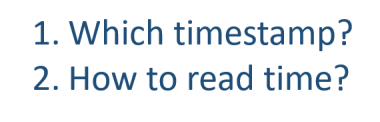 1. Which timestamp?
2. How to read time?